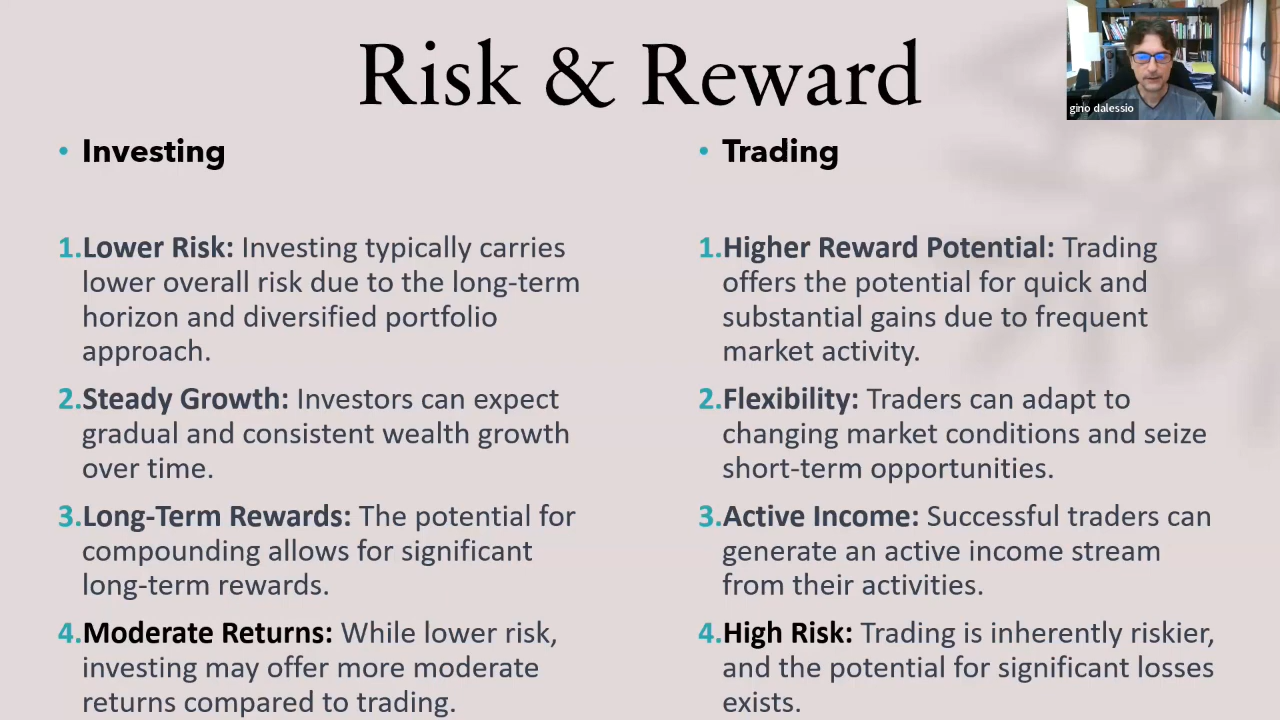 Risk & Reward
gino dalessio
• Investing
1.Lower Risk: Investing typically carries
lower overall risk due to the long-term
horizon and diversified portfolio
approach.
2.Steady Growth: Investors can expect
gradual and consistent wealth growth
over time.
3.Long-Term Rewards: The potential for
compounding allows for significant
long-term rewards.
4.Moderate Returns: While lower risk,
investing may offer more moderate
returns compared to trading.
• Trading
1.Higher Reward Potential: Trading
offers the potential for quick and
substantial gains due to frequent
market activity.
2.Flexibility: Traders can adapt to
changing market conditions and seize
short-term opportunities.
3.Active Income: Successful traders can
generate an active income stream
from their activities.
4.High Risk: Trading is inherently riskier,
and the potential for significant losses
exists.